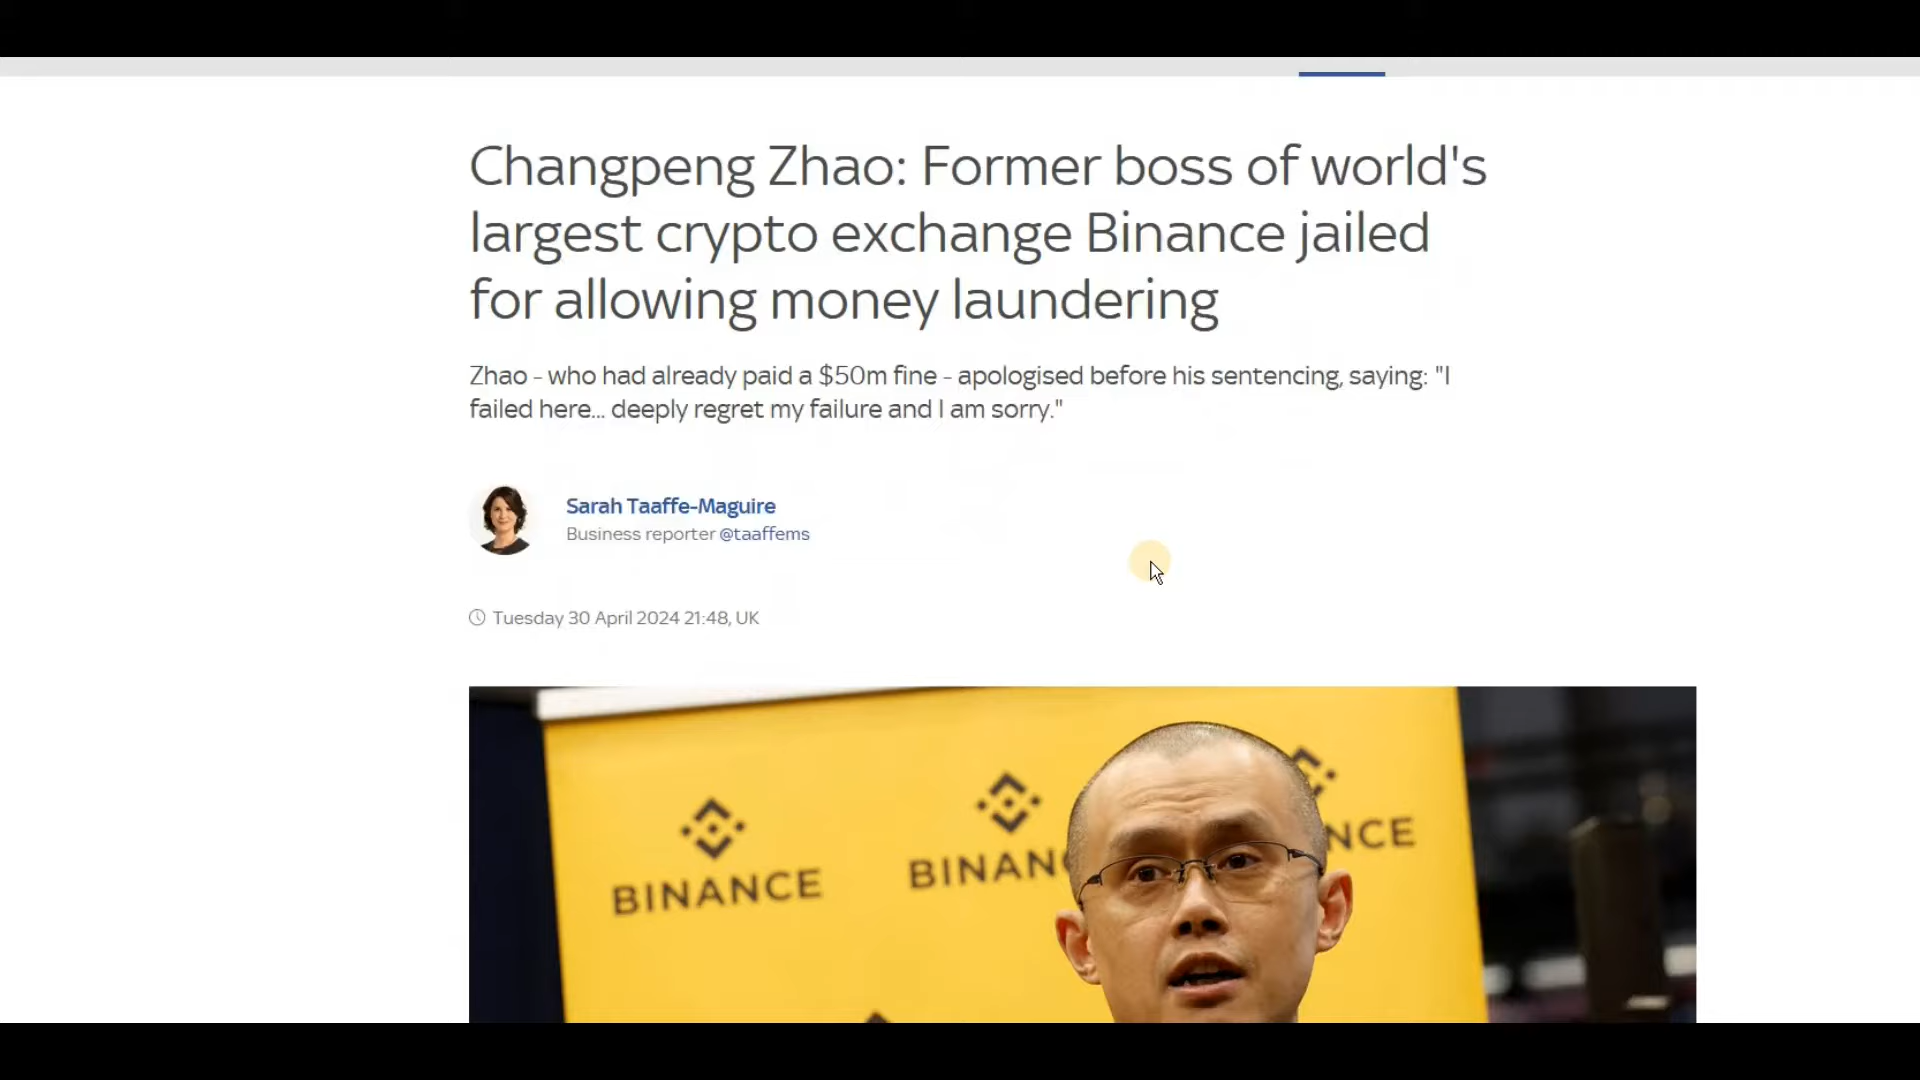 Changpeng Zhao: Former boss of world's
largest crypto exchange Binance jailed
for allowing money laundering
Zhao - who had already paid a $50m fine - apologised before his sentencing, saying: "I
failed here... deeply regret my failure and I am sorry."
Sarah Taaffe-Maguire
Business reporter @taaffems
Tuesday 30 April 2024 21:48, UK
BINANCE
BINAN
NCE